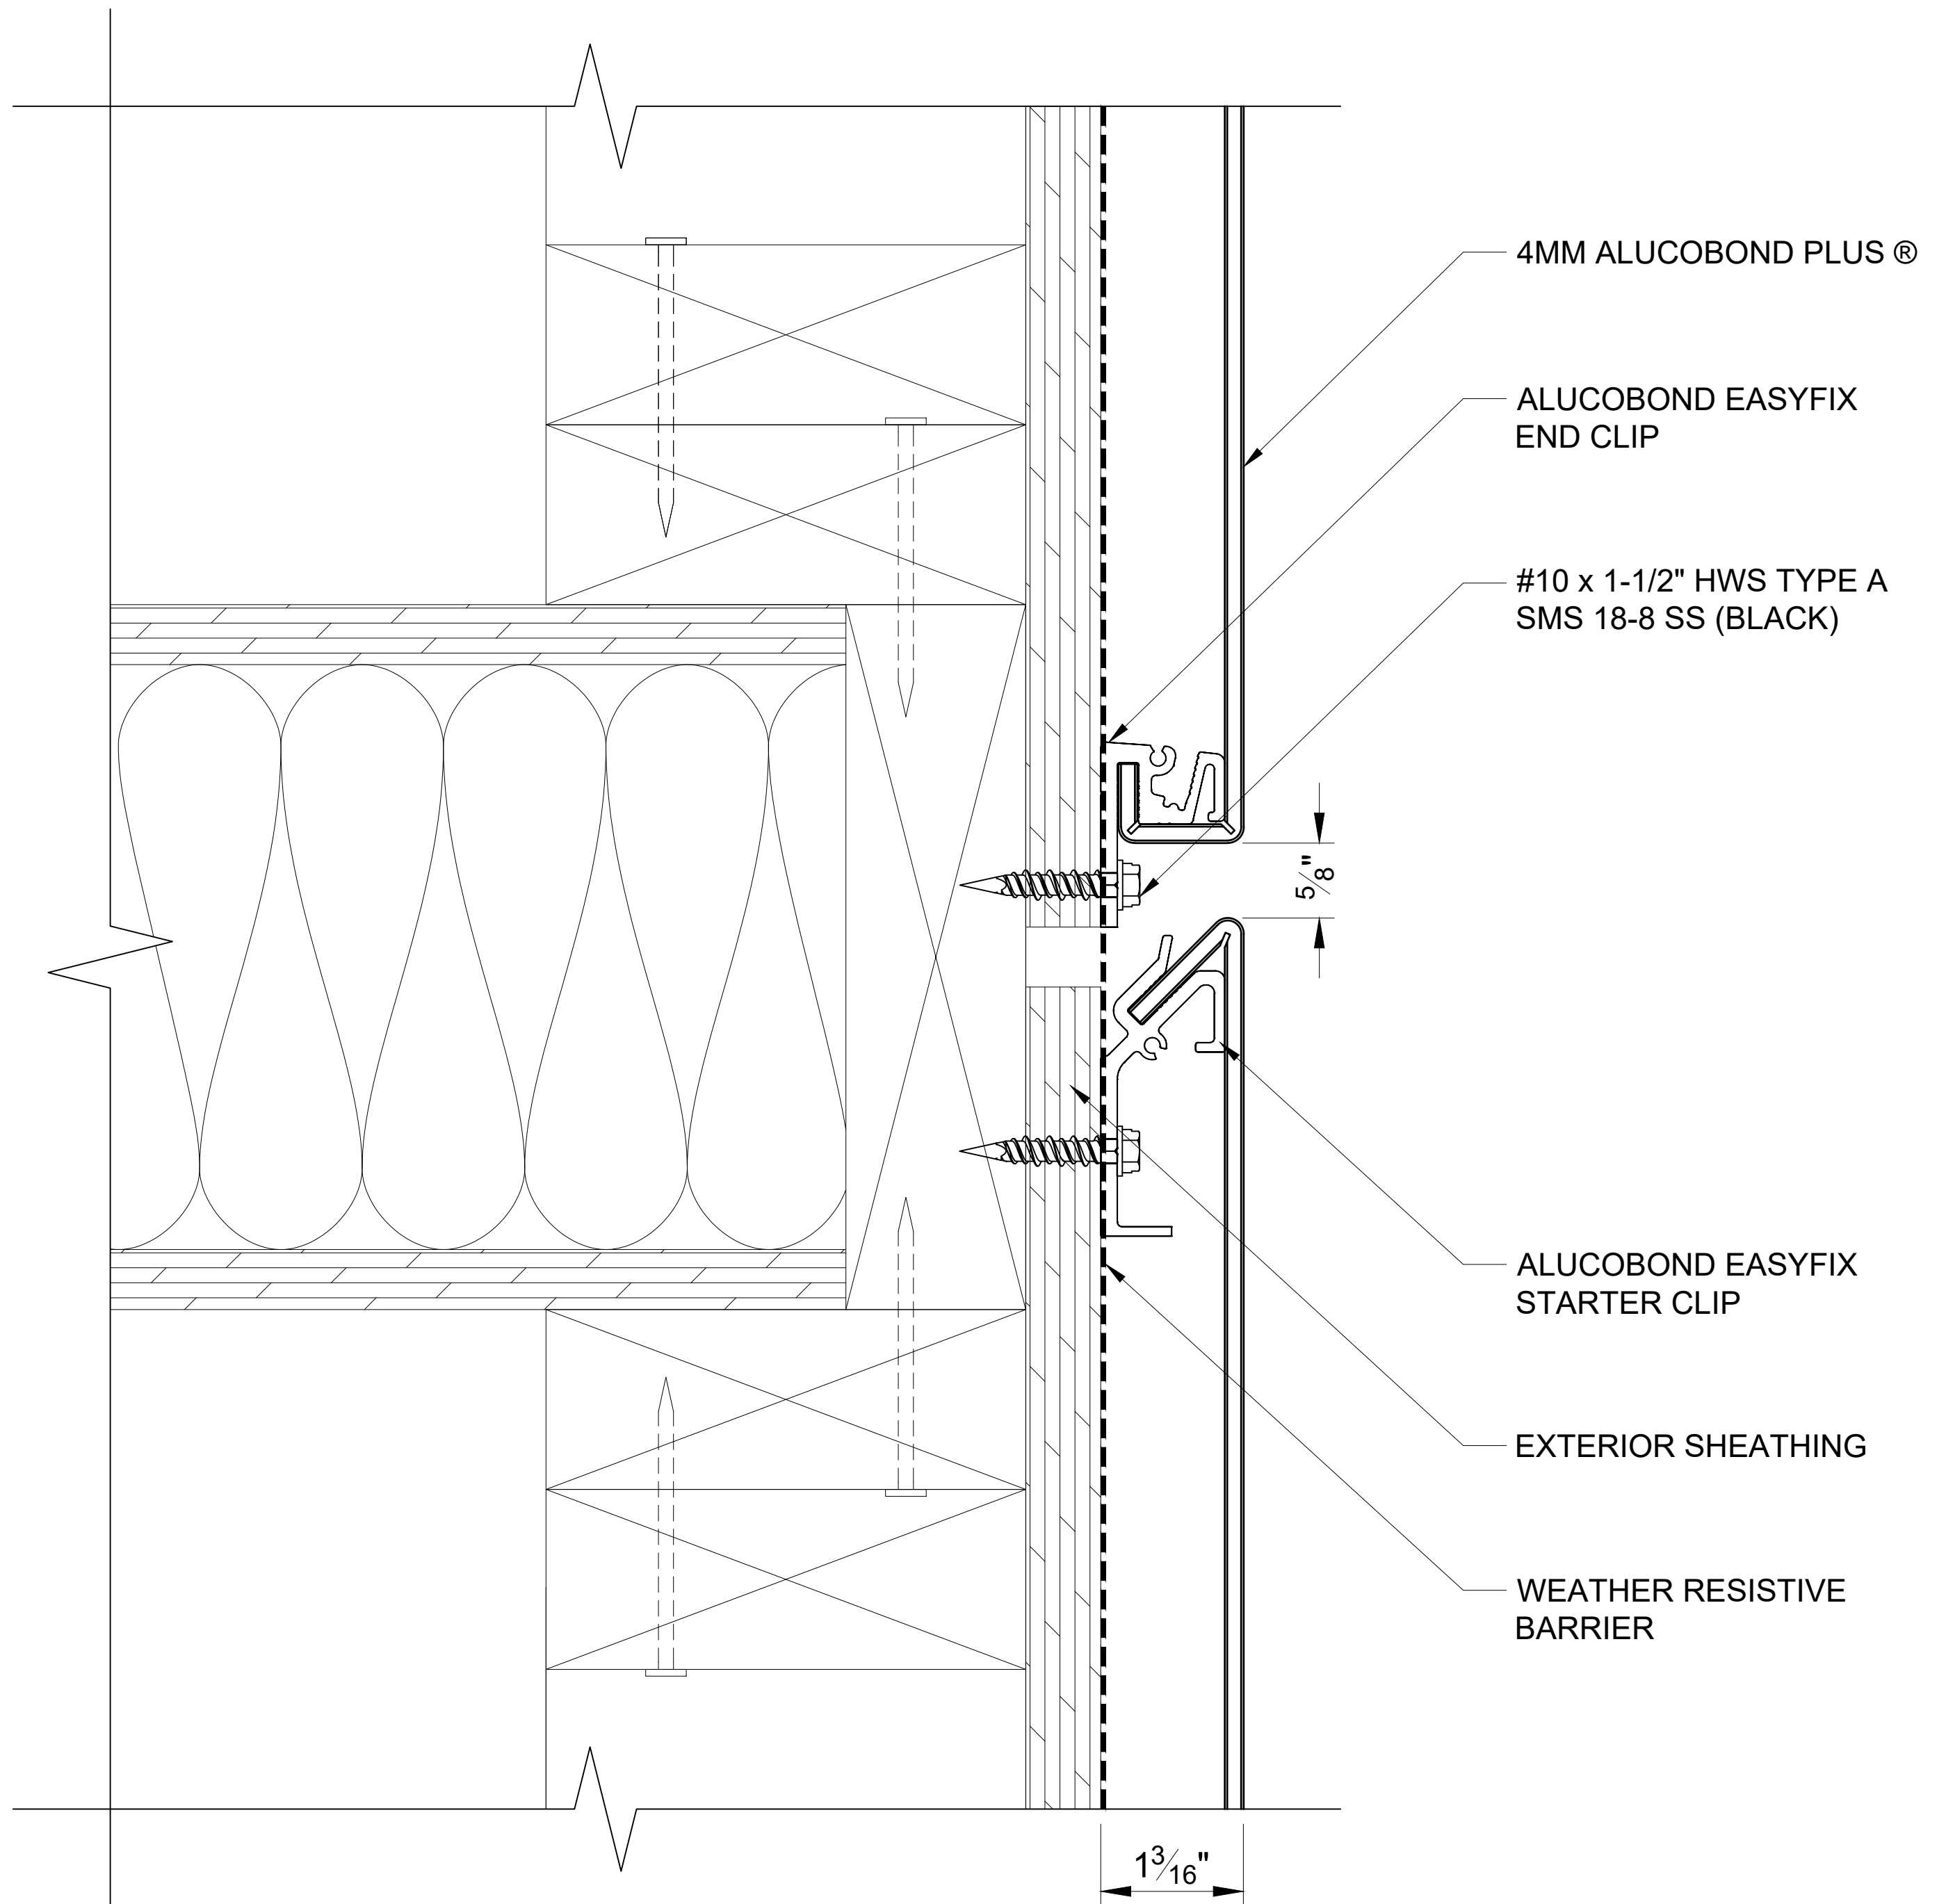 4MM ALUCOBOND PLUS ®
ALUCOBOND EASYFIX
END CLIP
#10 x 1-1/2" HWS TYPE A
SMS 18-8 SS (BLACK)
5/8"
ALUCOBOND EASYFIX
STARTER CLIP
EXTERIOR SHEATHING
WEATHER RESISTIVE
BARRIER
1 3/16"